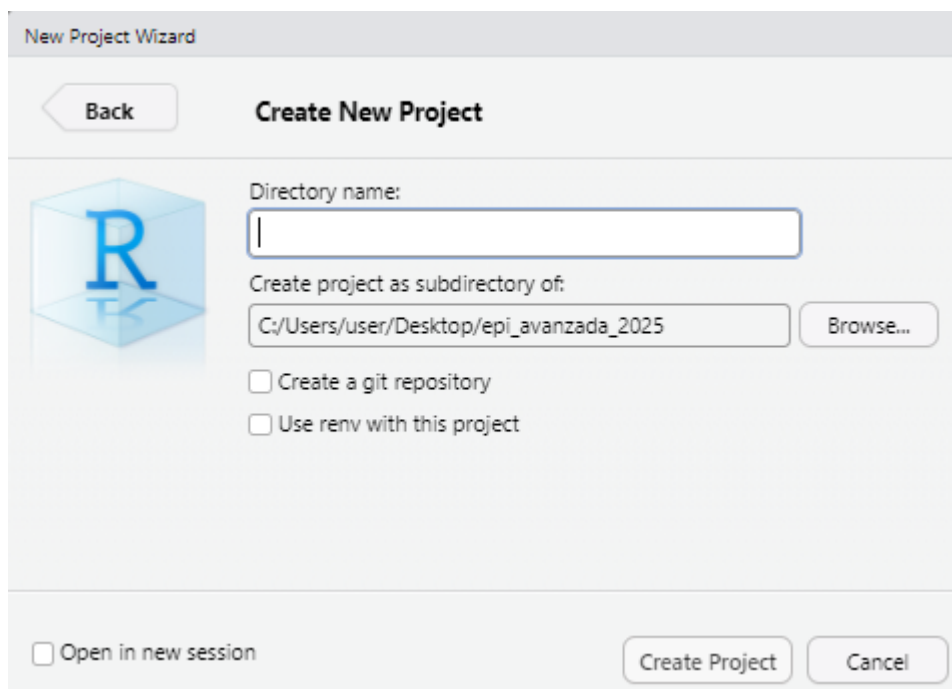 New Project Wizard
Back
Create New Project
R
Directory name:
Create project as subdirectory of:
C:/Users/user/Desktop/epi_avanzada_2025
Browse...
Create a git repository
Use renv with this project
Open in new session
Create Project
Cancel